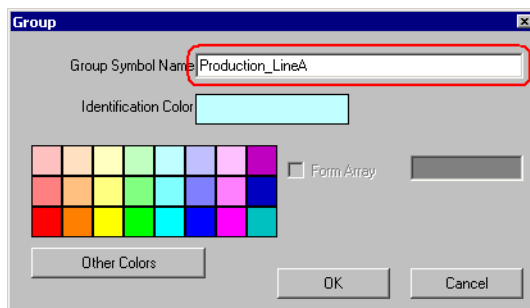 Group
Group Symbol Name Production_LineA
Identification Color
Form Array
Other Colors
OK Cancel